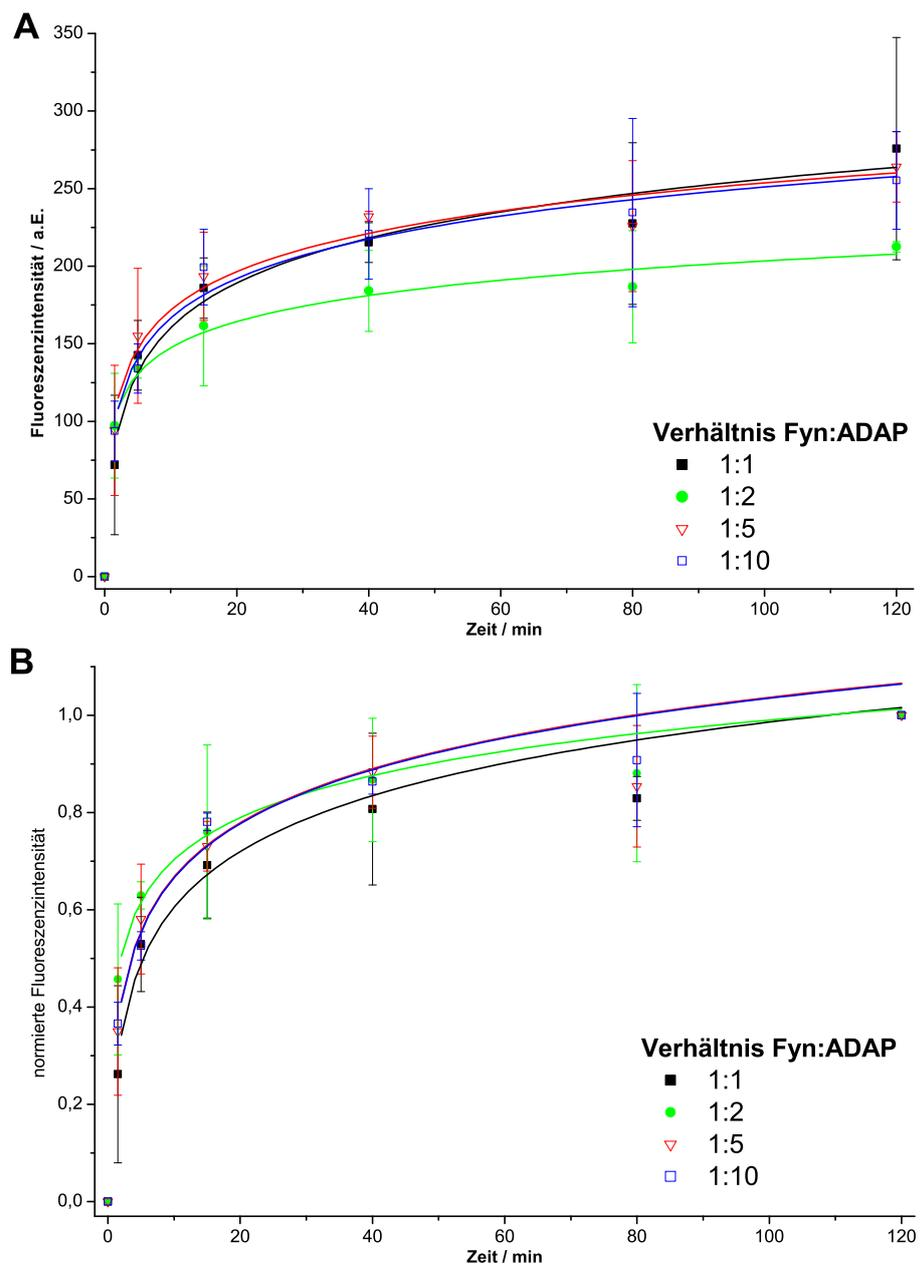 A
350
300
250
200
150
100
50
0
Fluoreszenzintensität / a.E.
Verhältnis Fyn:ADAP
1:1
1:2
1:5
1:10
0 20 40 60 80 100 120
Zeit / min
B
1,0
0,8
0,6
0,4
0,2
0,0
normierte Fluoreszenzintensität
Verhältnis Fyn:ADAP
1:1
1:2
1:5
1:10
0 20 40 60 80 100 120
Zeit / min